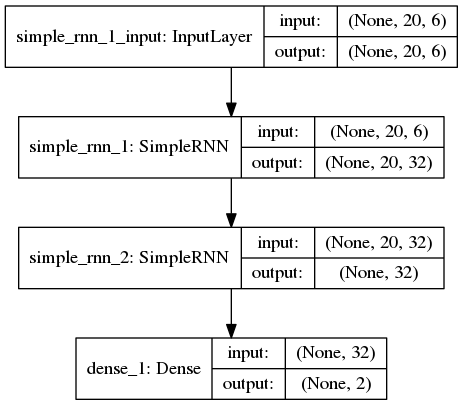 simple_rnn_1_input: InputLayer
input: (None, 20, 6)
output: (None, 20, 6)
simple_rnn_1: SimpleRNN
input: (None, 20, 6)
output: (None, 20, 32)
simple_rnn_2: SimpleRNN
input: (None, 20, 32)
output: (None, 32)
dense_1: Dense
input: (None, 32)
output: (None, 2)